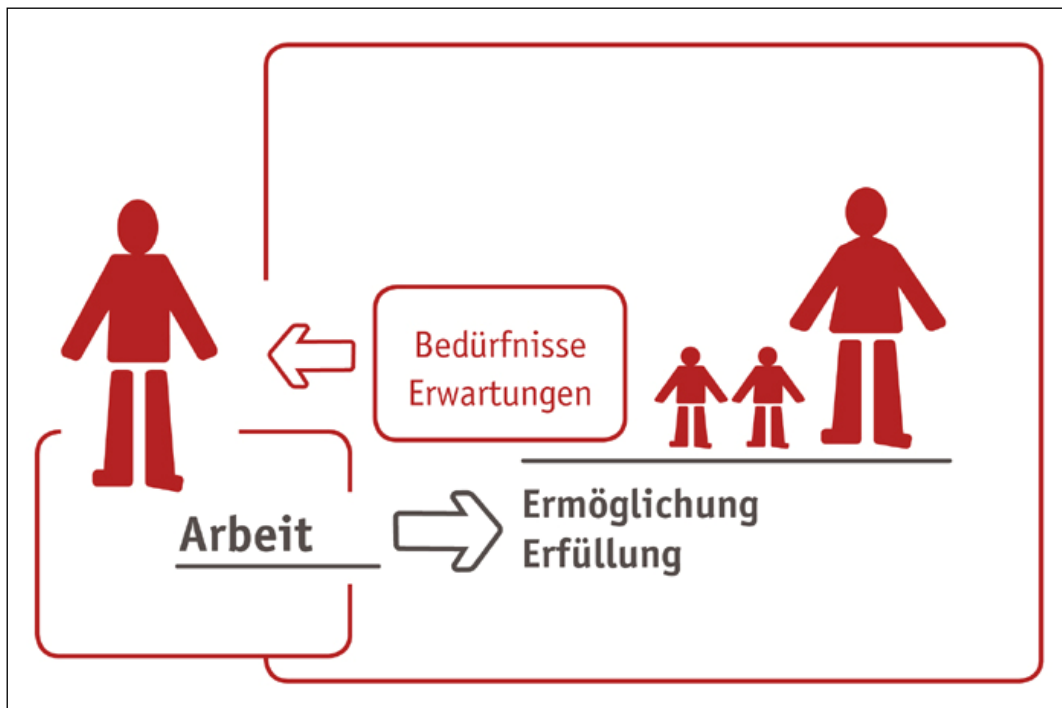 Bedürfnisse
Erwartungen
Arbeit
Ermöglichung
Erfüllung